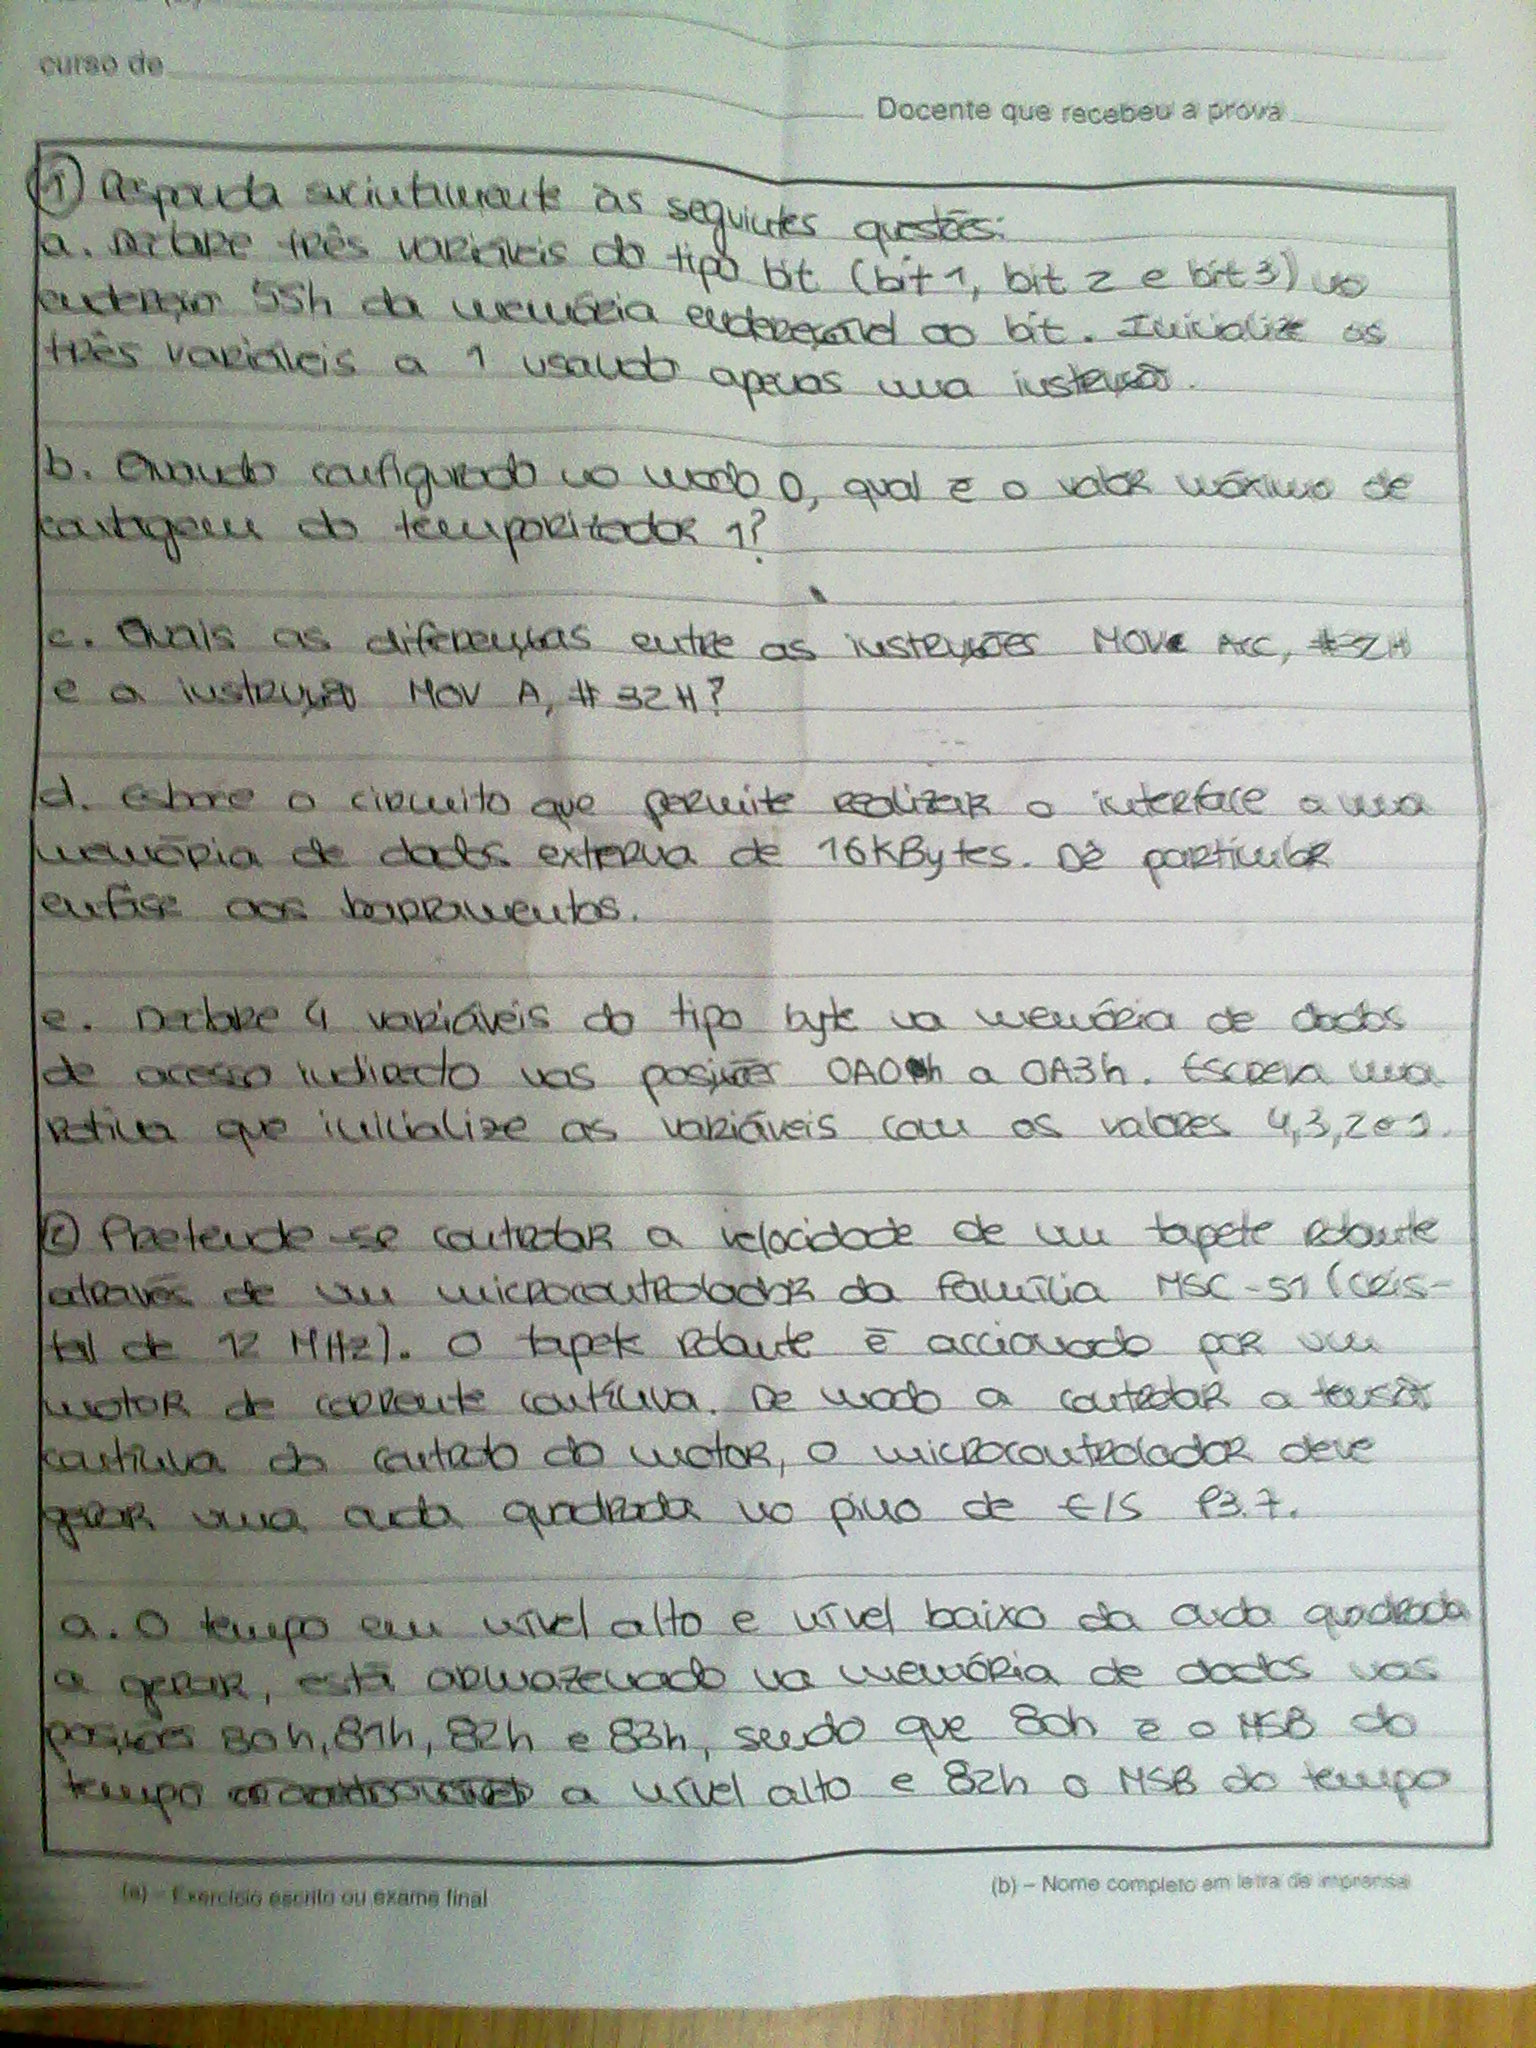 curso de
Docente que recebeu a prova
1) Responda sucintamente às seguintes questões:
a. Declare três variáveis do tipo bit (bit 1, bit 2 e bit 3) no
endereço 55h da memória endereçável ao bit. Inicialize as
três variáveis a 1 usando apenas uma instrução.
b. Quando configurado no modo 0, qual é o valor máximo de
contagem do temporizador 1?
c. Quais as diferenças entre as instruções MOV ACC, #32H
e a instrução MOV A, #32H?
d. Esboce o circuito que permite realizar o interface a uma
memória de dados externa de 16KBytes. Dê particular
enfâse aos barramentos.
e. Declare 4 variáveis do tipo byte na memória de dados
de acesso indirecto nas posições 0A0h a 0A3h. Escreva uma
rotina que inicialize as variáveis com os valores 4,3,2 e 1.
2) Pretende-se controlar a velocidade de um tapete rolante
através de um microcontrolador da família MSC-51 (cris-
tal de 12 MHz). O tapete rolante é accionado por um
motor de corrente contínua. De modo a controlar a tensão
contínua do controlo do motor, o microcontrolador deve
gerar uma onda quadrada no pino de E/S P3.7.
a. O tempo em nível alto e nível baixo da onda quadrada
a gerar, está armazenado na memória de dados nas
posições 80h, 81h, 82h e 83h, sendo que 80h é o MSB do
tempo a nível alto e 82h o MSB do tempo
(a) – Exercício escrito ou exame final
(b) – Nome completo em letra de imprensa